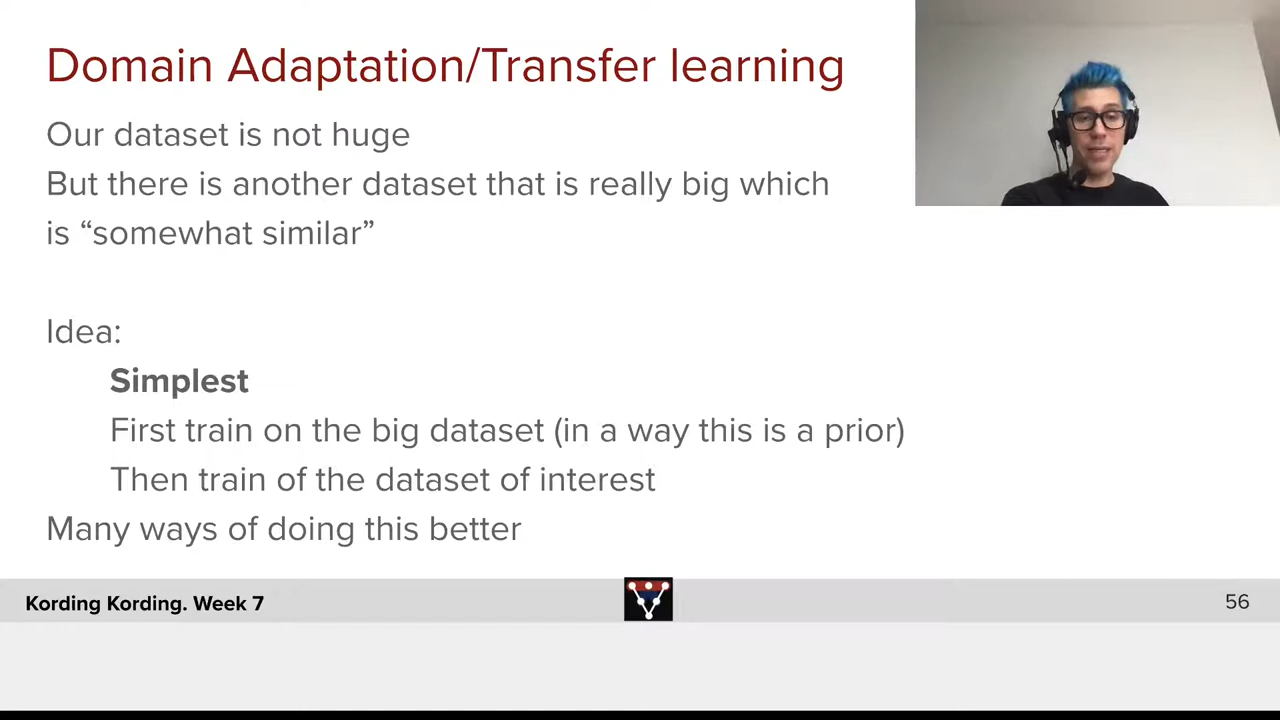 Domain Adaptation/Transfer learning
Our dataset is not huge
But there is another dataset that is really big which
is “somewhat similar”
Idea:
Simplest
First train on the big dataset (in a way this is a prior)
Then train of the dataset of interest
Many ways of doing this better
Kording Kording. Week 7
56